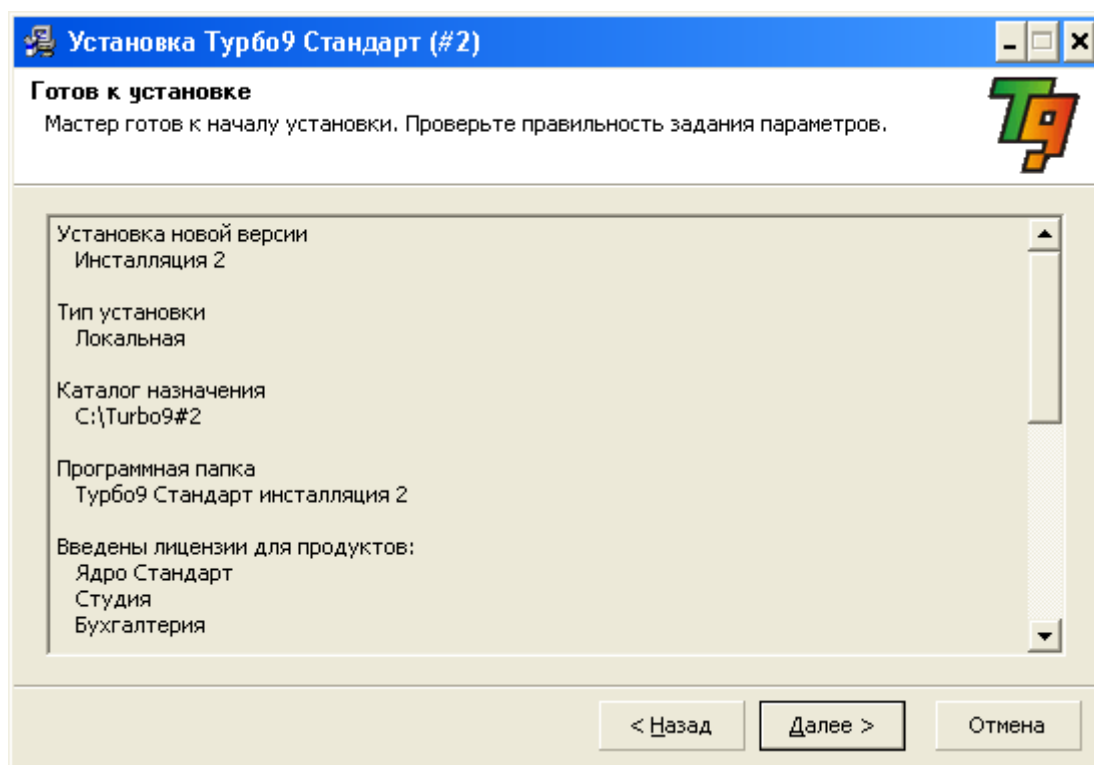 Установка Турбо9 Стандарт (#2)
Готов к установке
Мастер готов к началу установки. Проверьте правильность задания параметров.
T9
Установка новой версии
Инсталляция 2
Тип установки
Локальная
Каталог назначения
C:\Turbo9#2
Программная папка
Турбо9 Стандарт инсталляция 2
Введены лицензии для продуктов:
Ядро Стандарт
Студия
Бухгалтерия
< Назад
Далее >
Отмена